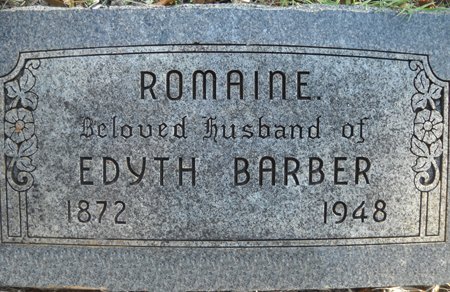 ROMAINE.
Beloved Husband of
EDYTH BARBER
1872 1948